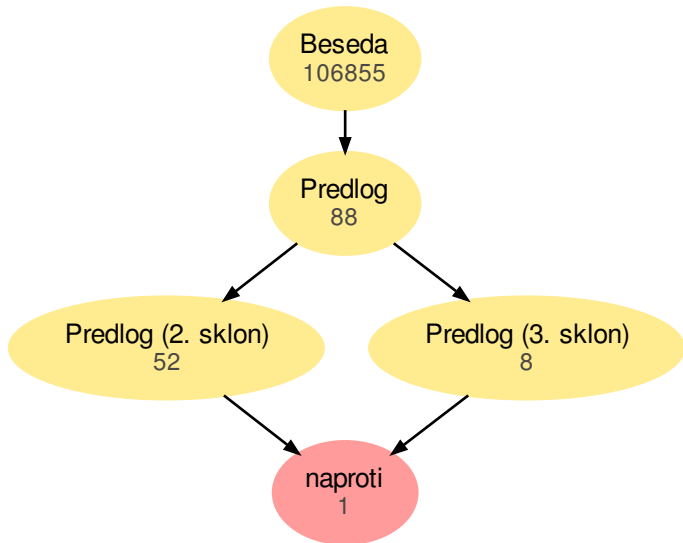 Beseda
106855
Predlog
88
Predlog (2. sklon)
52
Predlog (3. sklon)
8
naproti
1